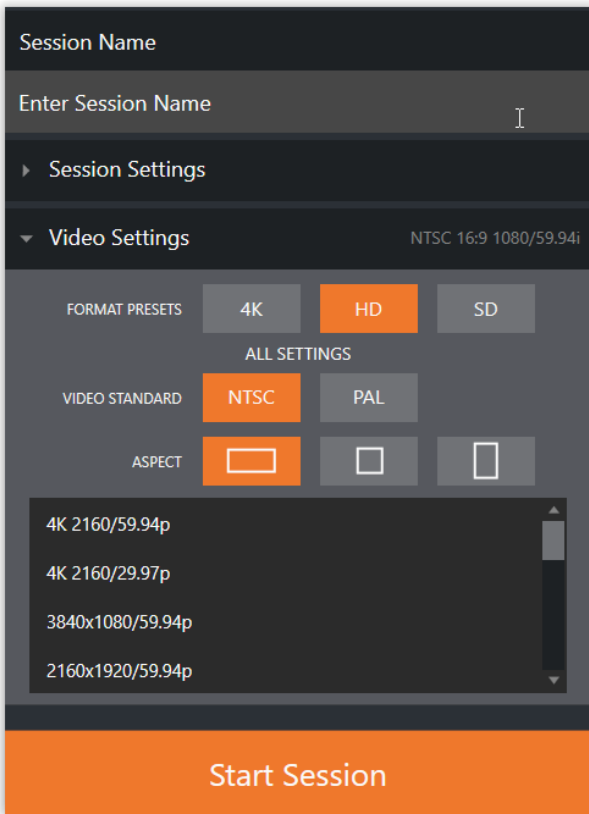 Session Name
Enter Session Name
Session Settings
Video Settings NTSC 16:9 1080/59.94i
FORMAT PRESETS 4K HD SD
ALL SETTINGS
VIDEO STANDARD NTSC PAL
ASPECT
4K 2160/59.94p
4K 2160/29.97p
3840x1080/59.94p
2160x1920/59.94p
Start Session